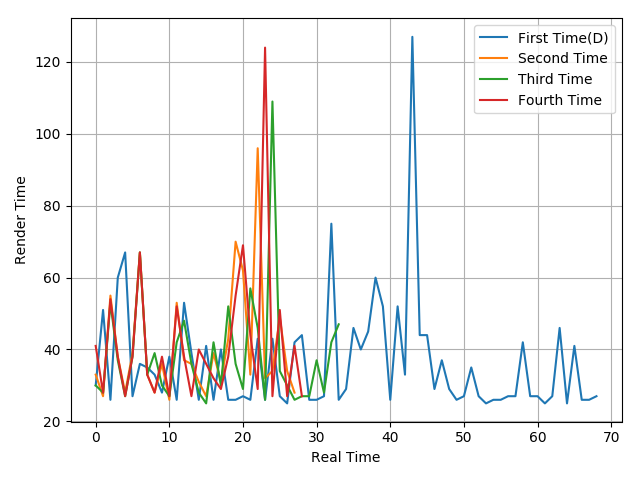 First Time(D)
Second Time
Third Time
Fourth Time
120
100
80
60
40
20
Render Time
0 10 20 30 40 50 60 70
Real Time